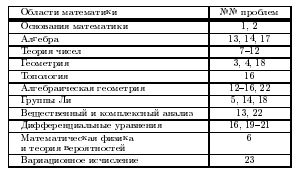 Области математики №№ проблем
Основания математики 1, 2
Алгебра 13, 14, 17
Теория чисел 7–12
Геометрия 3, 4, 18
Топология 16
Алгебраическая геометрия 12–16, 22
Группы Ли 5, 14, 18
Вещественный и комплексный анализ 13, 22
Дифференциальные уравнения 16, 19–21
Математическая физика 6
и теория вероятностей
Вариационное исчисление 23